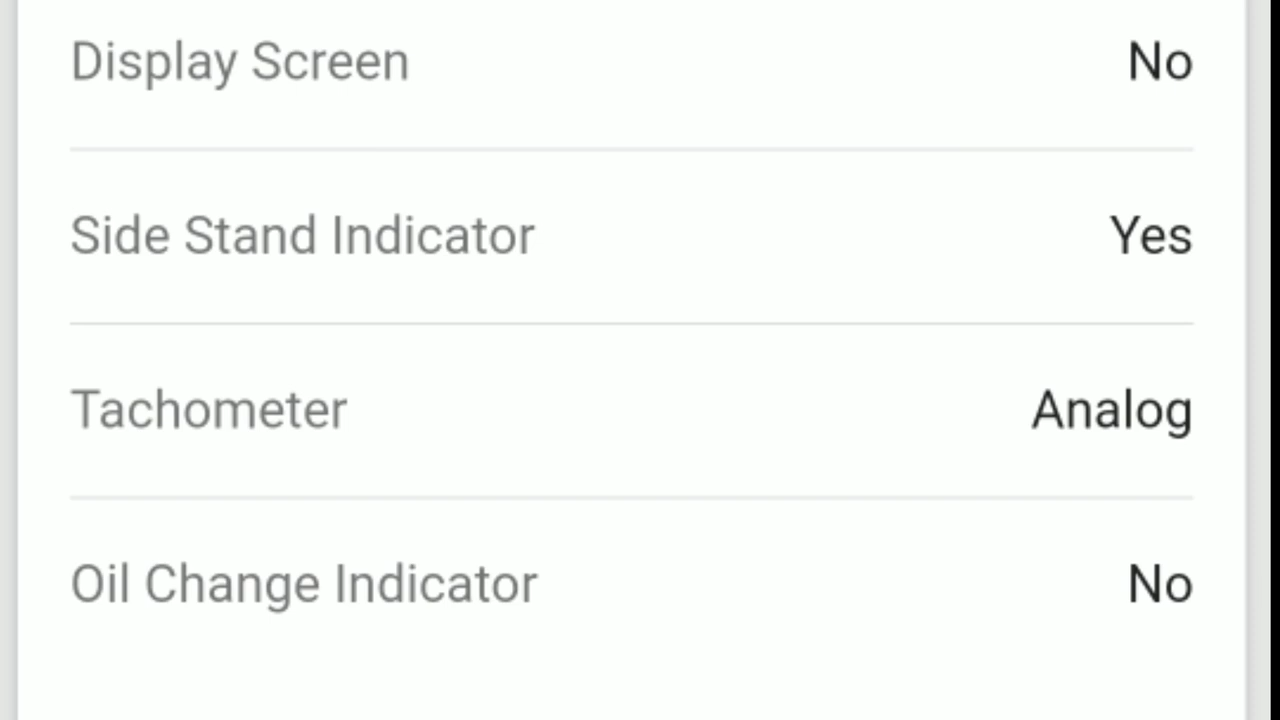 Display Screen No
Side Stand Indicator Yes
Tachometer Analog
Oil Change Indicator No